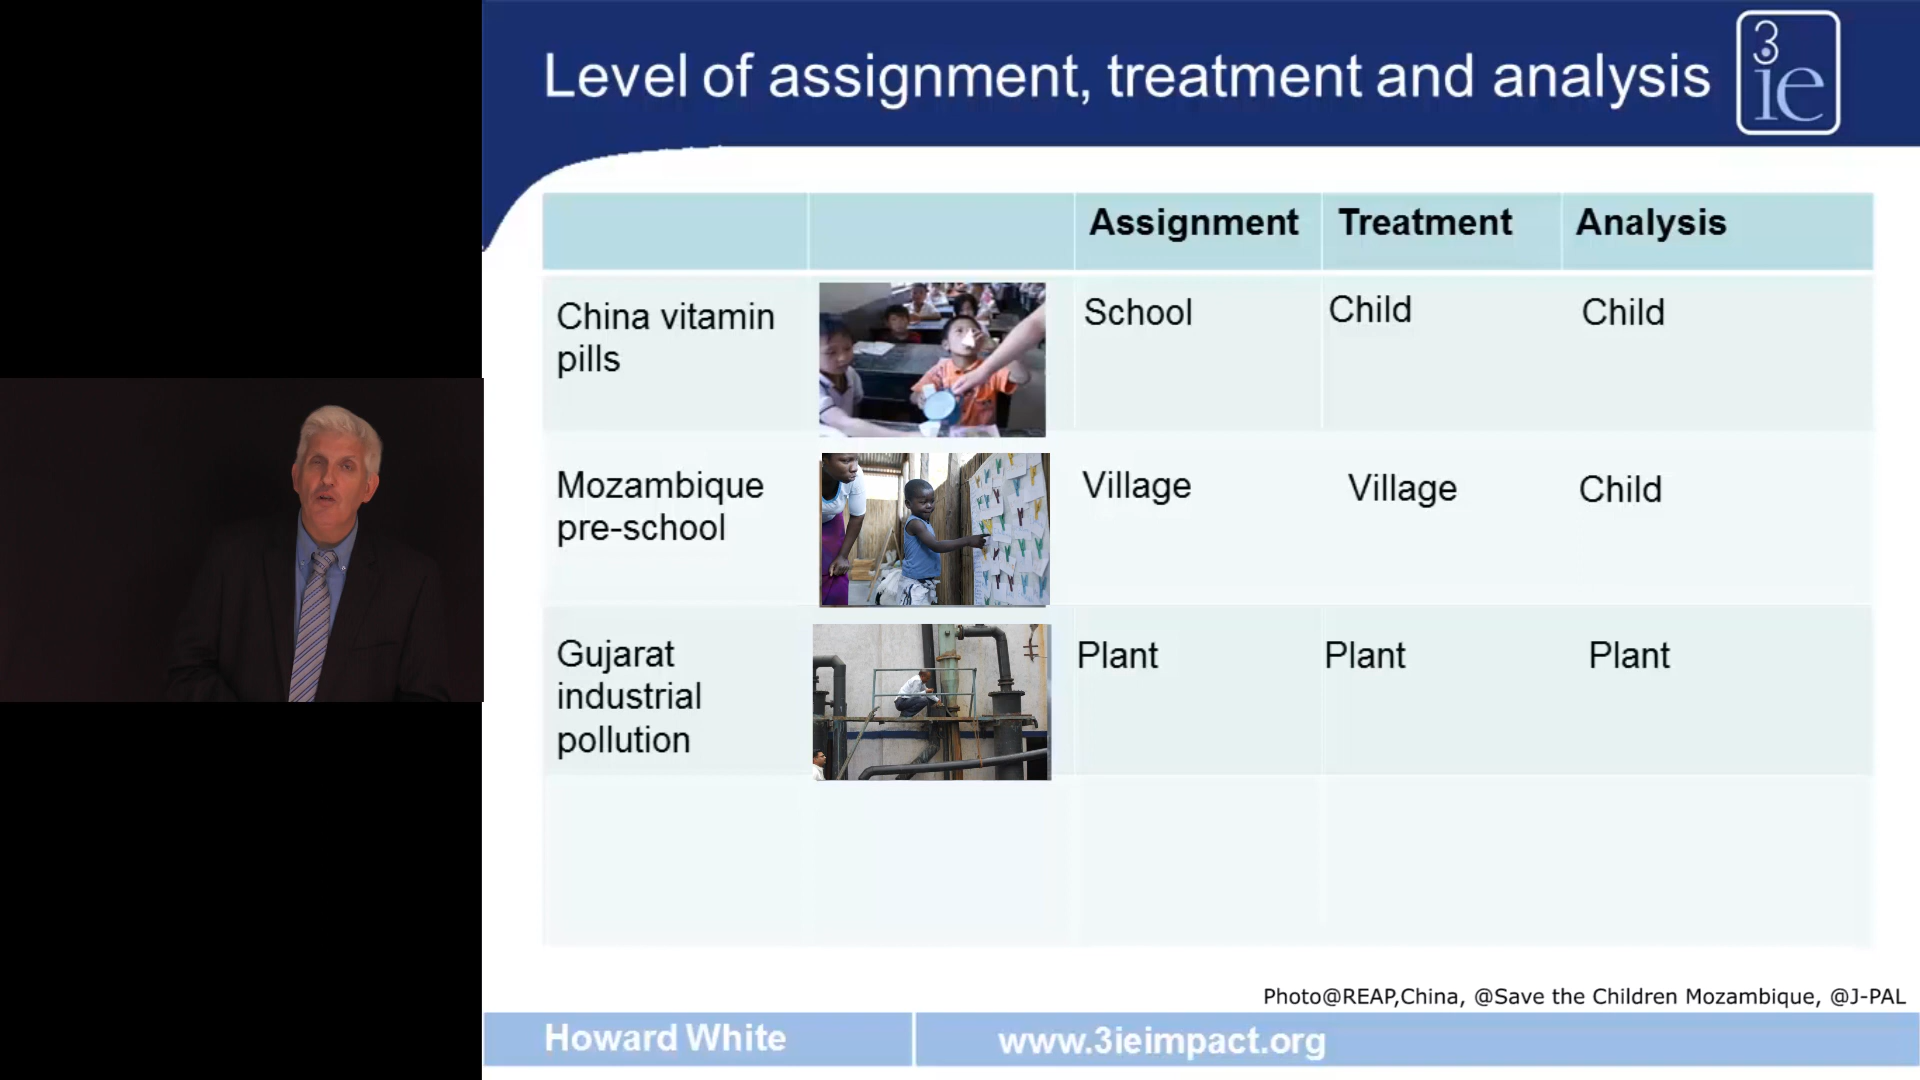 Level of assignment, treatment and analysis
3
ie
Assignment Treatment Analysis
China vitamin
pills
School Child Child
Mozambique
pre-school
Village Village Child
Gujarat
industrial
pollution
Plant Plant Plant
Photo@REAP,China, @Save the Children Mozambique, @J-PAL
Howard White www.3ieimpact.org